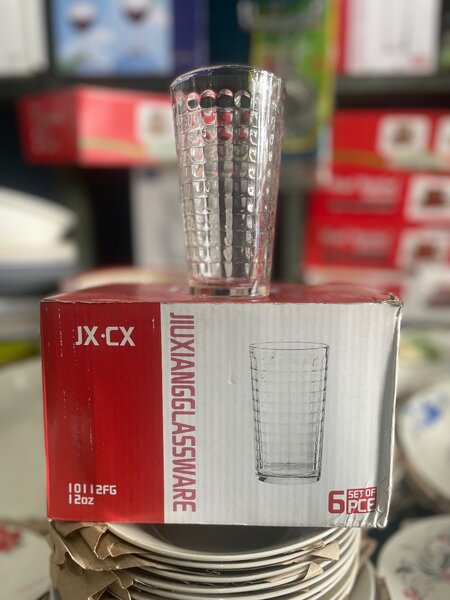 JX·CX
JIUXIANGGLASSWARE
10112FG
12oz
6 SET OF
PCE